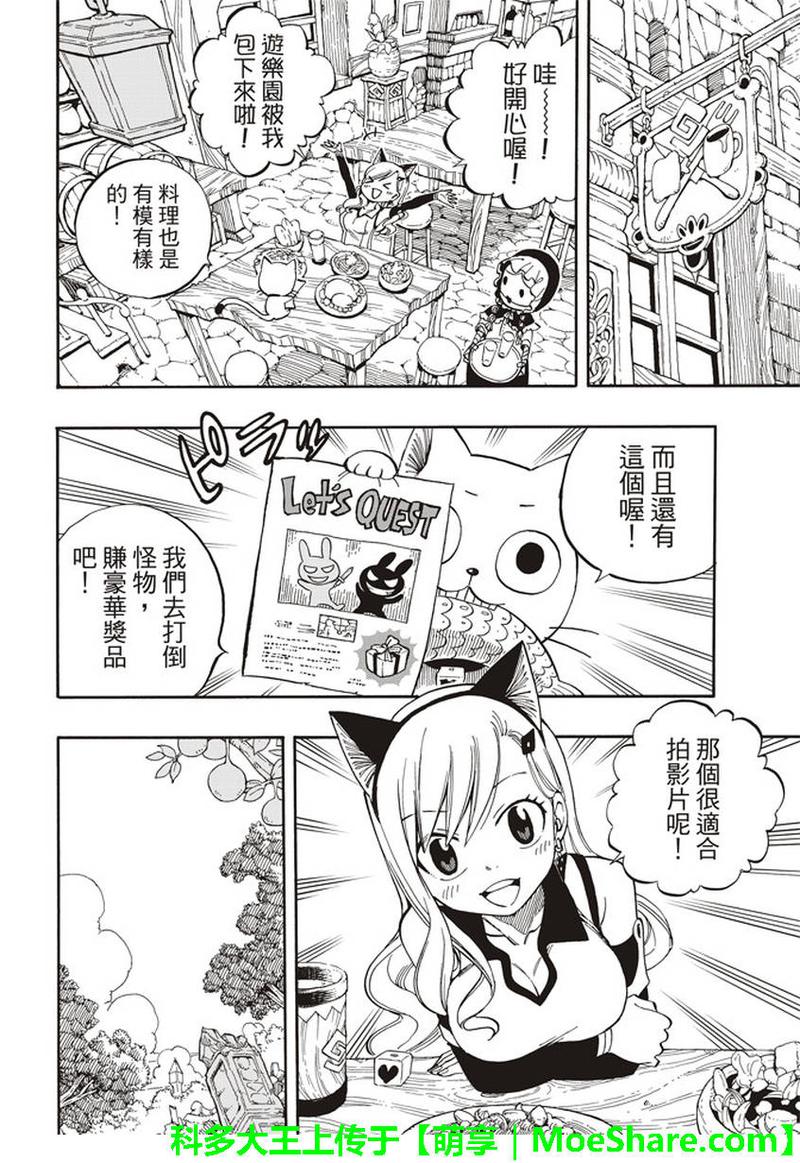 哇~~~!
好開心喔!
遊樂園被我
包下來啦!
料理也是
有模有樣
的!
而且還有
這個喔!
ピラッ
Let's QUEST
我們去打倒
怪物,
賺豪華獎品
吧!
那個很適合
拍影片呢!
科多大王上传于【萌享|MoeShare.com】